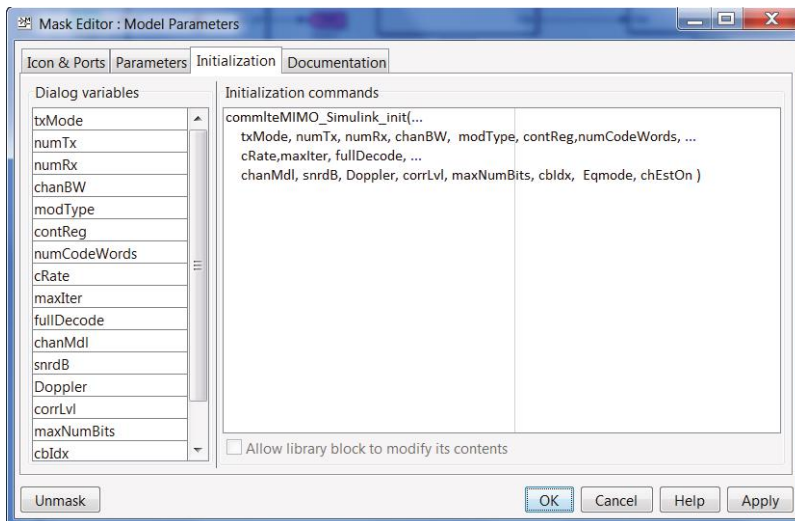 Mask Editor : Model Parameters
Icon & Ports Parameters Initialization Documentation
Dialog variables
txMode
numTx
numRx
chanBW
modType
contReg
numCodeWords
cRate
maxIter
fullDecode
chanMdl
snrdB
Doppler
corrLvl
maxNumBits
cbIdx
Initialization commands
commlteMIMO_Simulink_init(...
txMode, numTx, numRx, chanBW, modType, contReg,numCodeWords, ...
cRate,maxIter, fullDecode, ...
chanMdl, snrdB, Doppler, corrLvl, maxNumBits, cbIdx, Eqmode, chEstOn )
Allow library block to modify its contents
Unmask OK Cancel Help Apply